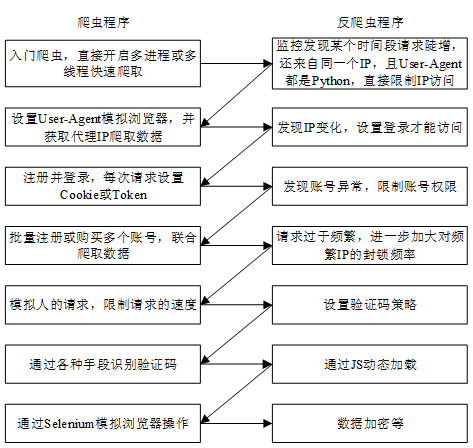 爬虫程序
反爬虫程序
入门爬虫，直接开启多进程或多
线程快速爬取
监控发现某个时间段请求陡增，
还来自同一个IP，且User-Agent
都是Python，直接限制IP访问
设置User-Agent模拟浏览器，并
获取代理IP爬取数据
发现IP变化，设置登录才能访问
注册并登录，每次请求设置
Cookie或Token
发现账号异常，限制账号权限
批量注册或购买多个账号，联合
爬取数据
请求过于频繁，进一步加大对频
繁IP的封锁频率
模拟人的请求，限制请求的速度
设置验证码策略
通过各种手段识别验证码
通过JS动态加载
通过Selenium模拟浏览器操作
数据加密等